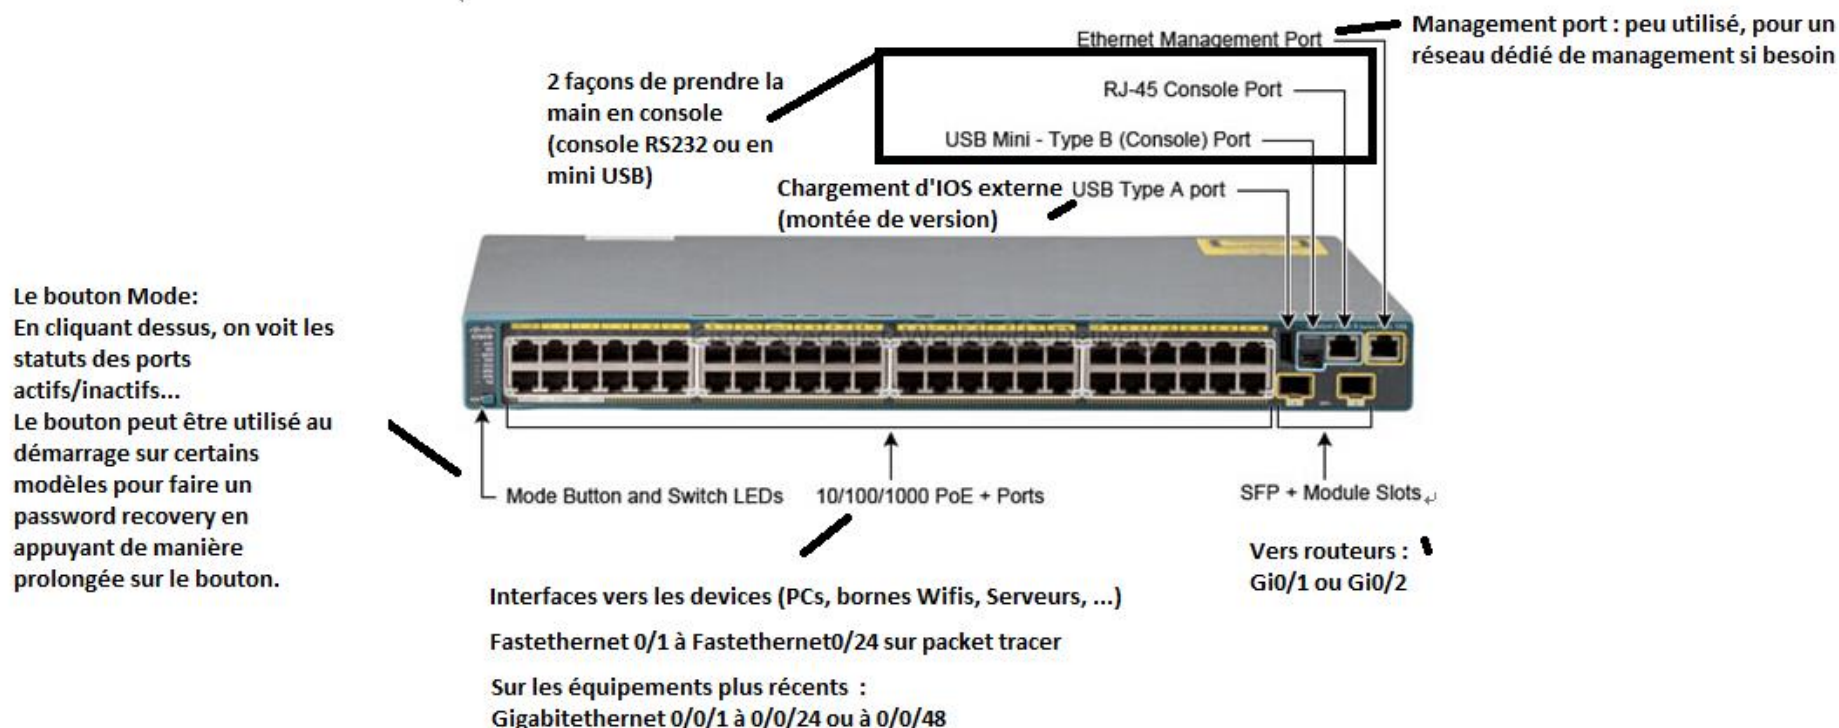 Management port : peu utilisé, pour un
réseau dédié de management si besoin
Ethernet Management Port
RJ-45 Console Port
USB Mini - Type B (Console) Port
2 façons de prendre la
main en console
(console RS232 ou en
mini USB)
Chargement d'IOS externe
(montée de version)
USB Type A port
Le bouton Mode:
En cliquant dessus, on voit les
statuts des ports
actifs/inactifs...
Le bouton peut être utilisé au
démarrage sur certains
modèles pour faire un
password recovery en
appuyant de manière
prolongée sur le bouton.
Mode Button and Switch LEDs
10/100/1000 PoE + Ports
SFP + Module Slots
Vers routeurs :
Gi0/1 ou Gi0/2
Interfaces vers les devices (PCs, bornes Wifis, Serveurs, ...)
Fastethernet 0/1 à Fastethernet0/24 sur packet tracer
Sur les équipements plus récents :
Gigabitethernet 0/0/1 à 0/0/24 ou à 0/0/48